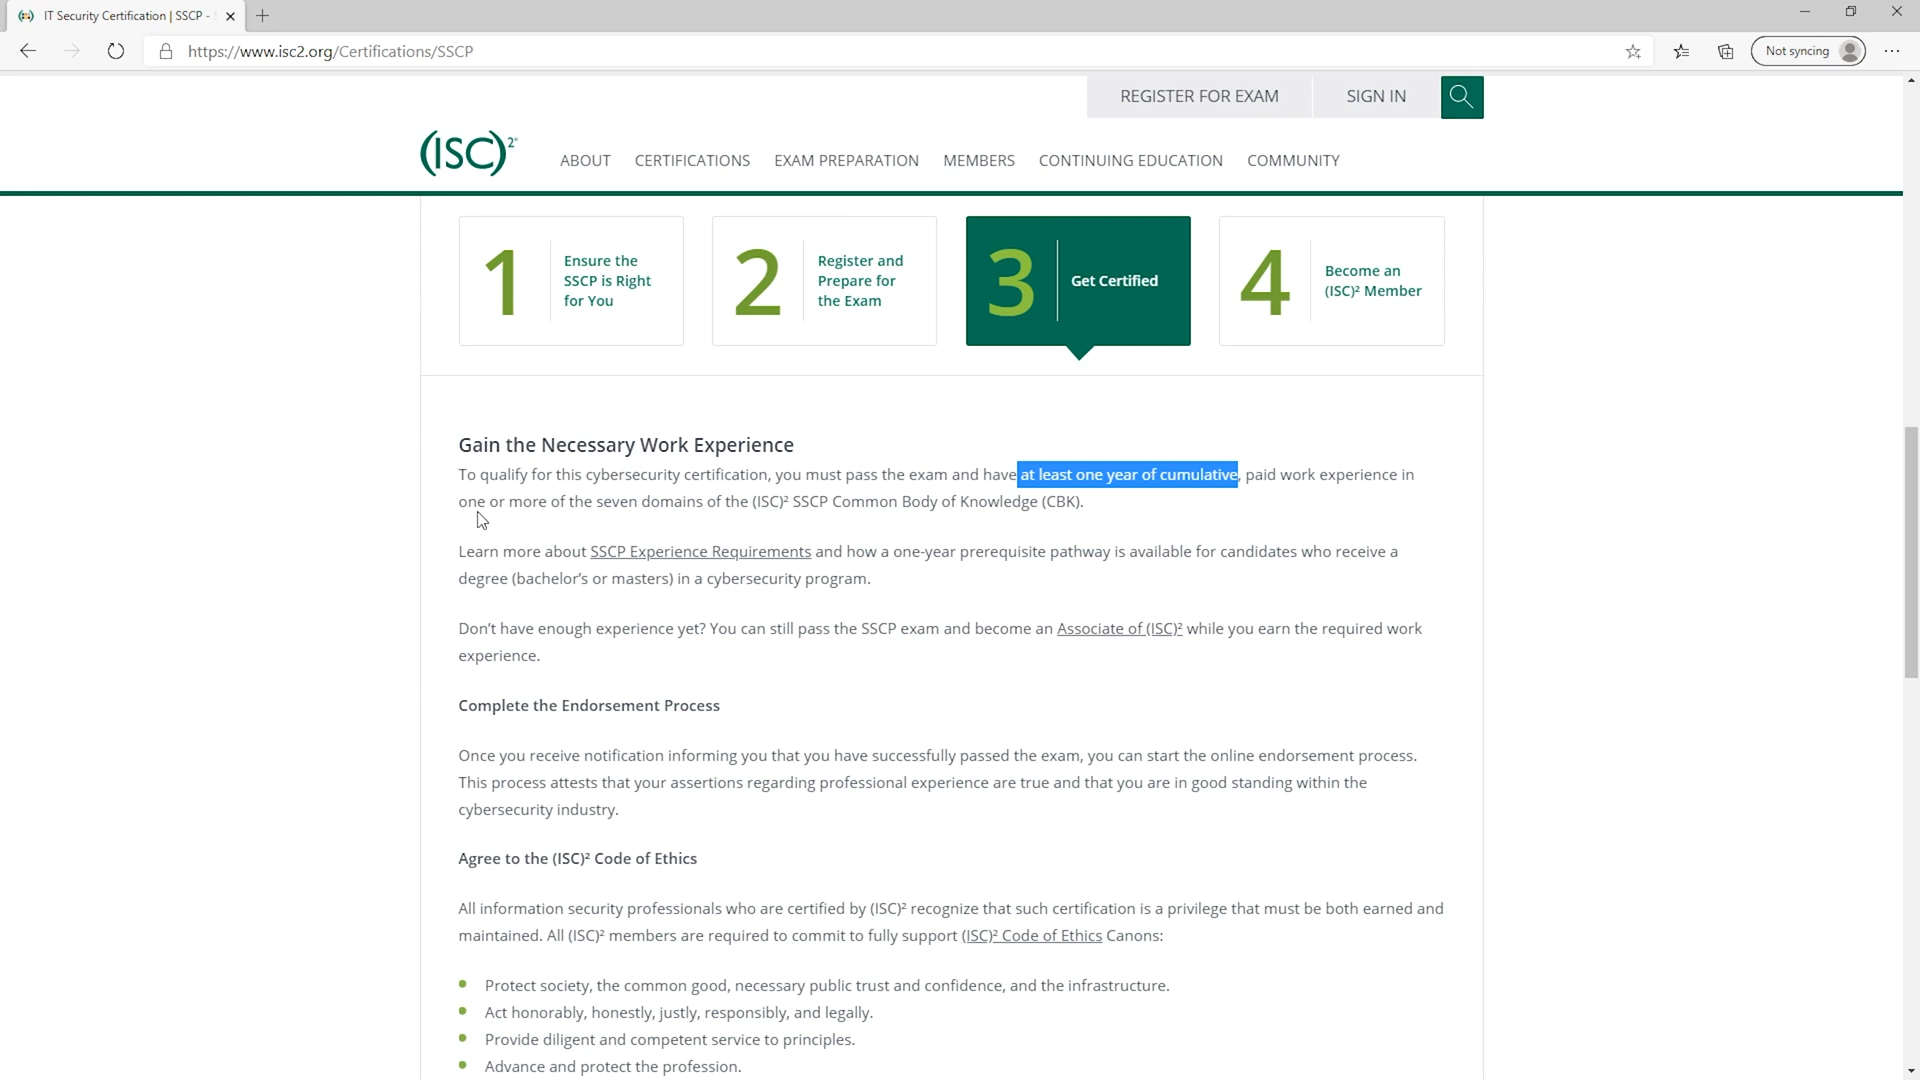 IT Security Certification | SSCP -
https://www.isc2.org/Certifications/SSCP
Not syncing
REGISTER FOR EXAM
SIGN IN
(ISC)²®
ABOUT
CERTIFICATIONS
EXAM PREPARATION
MEMBERS
CONTINUING EDUCATION
COMMUNITY
1
Ensure the
SSCP is Right
for You
2
Register and
Prepare for
the Exam
3
Get Certified
4
Become an
(ISC)² Member
Gain the Necessary Work Experience
To qualify for this cybersecurity certification, you must pass the exam and have at least one year of cumulative, paid work experience in
one or more of the seven domains of the (ISC)² SSCP Common Body of Knowledge (CBK).
Learn more about SSCP Experience Requirements and how a one-year prerequisite pathway is available for candidates who receive a
degree (bachelor’s or masters) in a cybersecurity program.
Don’t have enough experience yet? You can still pass the SSCP exam and become an Associate of (ISC)² while you earn the required work
experience.
Complete the Endorsement Process
Once you receive notification informing you that you have successfully passed the exam, you can start the online endorsement process.
This process attests that your assertions regarding professional experience are true and that you are in good standing within the
cybersecurity industry.
Agree to the (ISC)² Code of Ethics
All information security professionals who are certified by (ISC)² recognize that such certification is a privilege that must be both earned and
maintained. All (ISC)² members are required to commit to fully support (ISC)² Code of Ethics Canons:
Protect society, the common good, necessary public trust and confidence, and the infrastructure.
Act honorably, honestly, justly, responsibly, and legally.
Provide diligent and competent service to principles.
Advance and protect the profession.